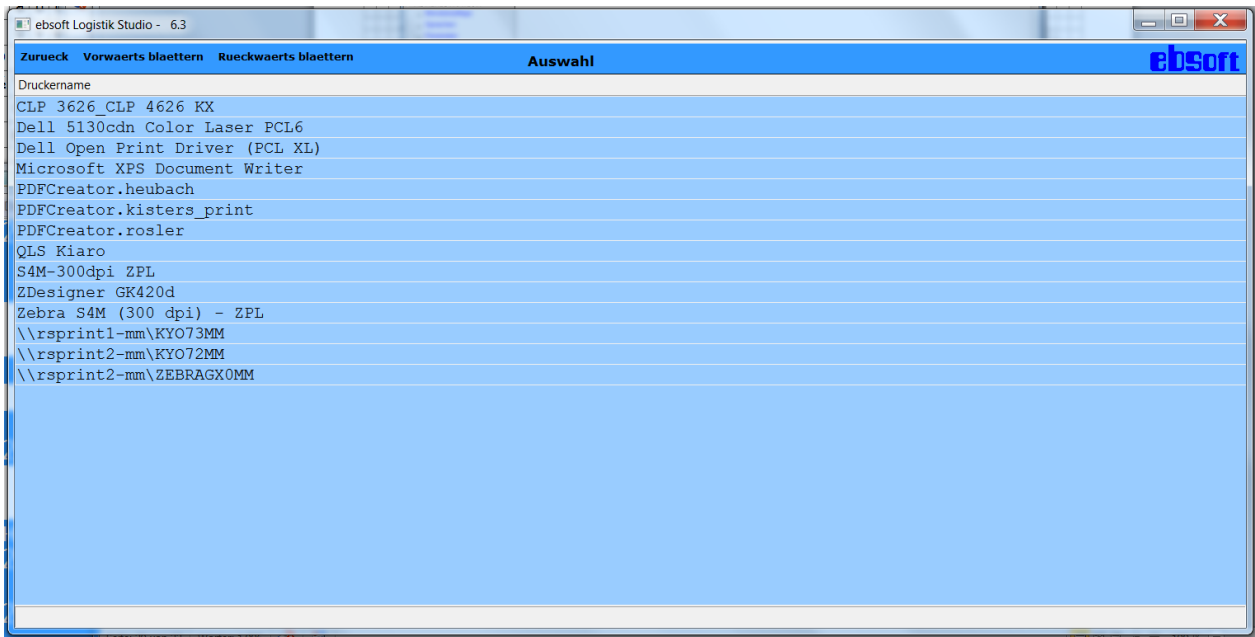 ebsoft Logistik Studio - 6.3
Zurueck Vorwaerts blaettern Rueckwaerts blaettern Auswahl ebsoft
Druckername
CLP 3626_CLP 4626 KX
Dell 5130cdn Color Laser PCL6
Dell Open Print Driver (PCL XL)
Microsoft XPS Document Writer
PDFCreator.heubach
PDFCreator.kisters_print
PDFCreator.rosler
QLS Kiaro
S4M-300dpi ZPL
ZDesigner GK420d
Zebra S4M (300 dpi) - ZPL
\\rsprint1-mm\KYO73MM
\\rsprint2-mm\KYO72MM
\\rsprint2-mm\ZEBRAGX0MM